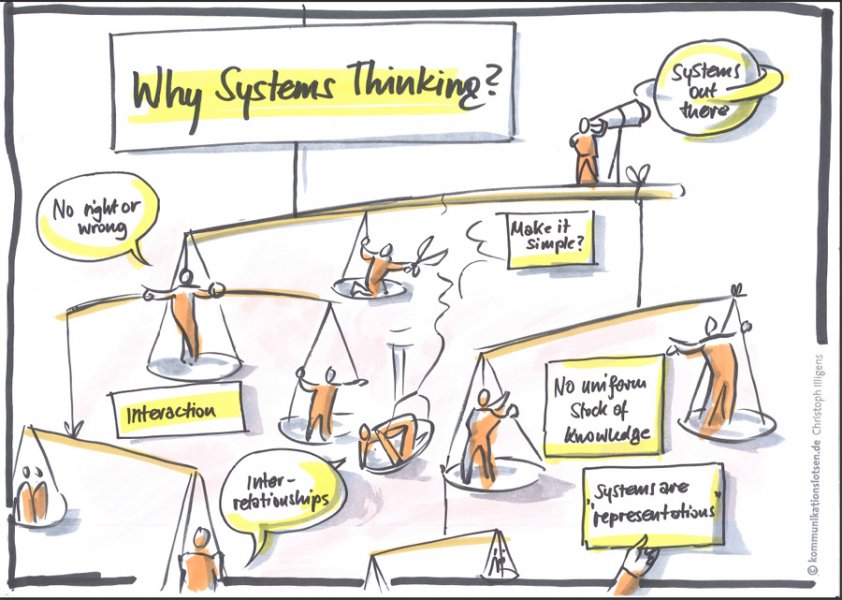 Why Systems Thinking?
Systems
out
there
No right or
wrong
Make it
simple?
Interaction
No uniform
Stock of
knowledge
Inter-
relationships
Systems are
"representations"
© kommunikationslotsen.de Christoph Illigens